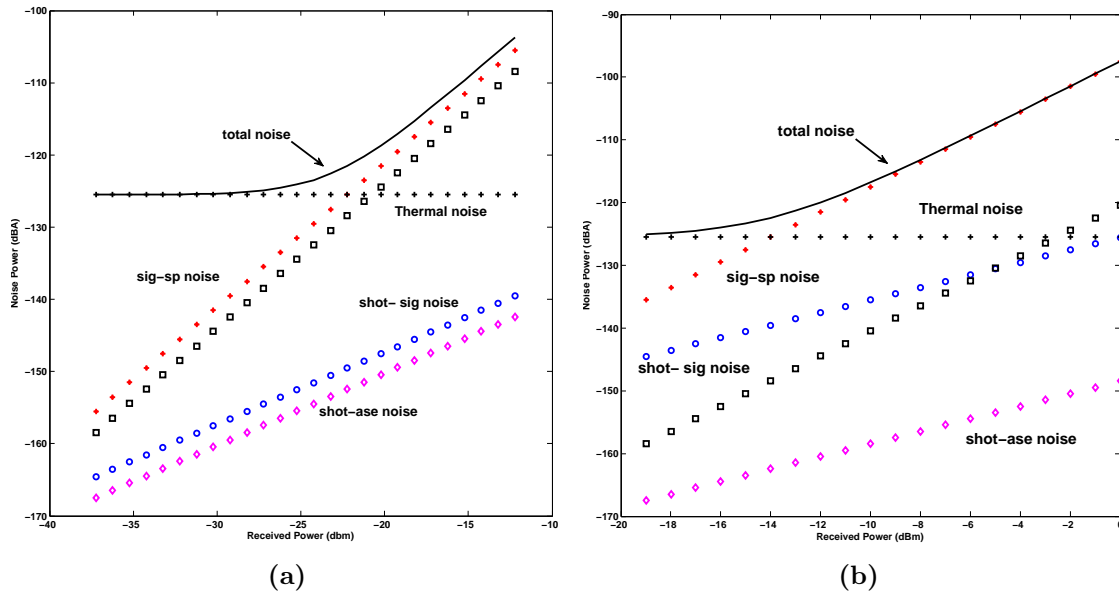 −100
−110
−120
−130
−140
−150
−160
−170
Noise Power (dBA)
total noise
Thermal noise
sig−sp noise
shot− sig noise
shot−ase noise
−40 −35 −30 −25 −20 −15 −10
Received Power (dbm)
(a)
−90
−100
−110
−120
−130
−140
−150
−160
−170
Noise Power (dBA)
total noise
Thermal noise
sig−sp noise
shot− sig noise
shot−ase noise
−20 −18 −16 −14 −12 −10 −8 −6 −4 −2 0
Received Power (dBm)
(b)